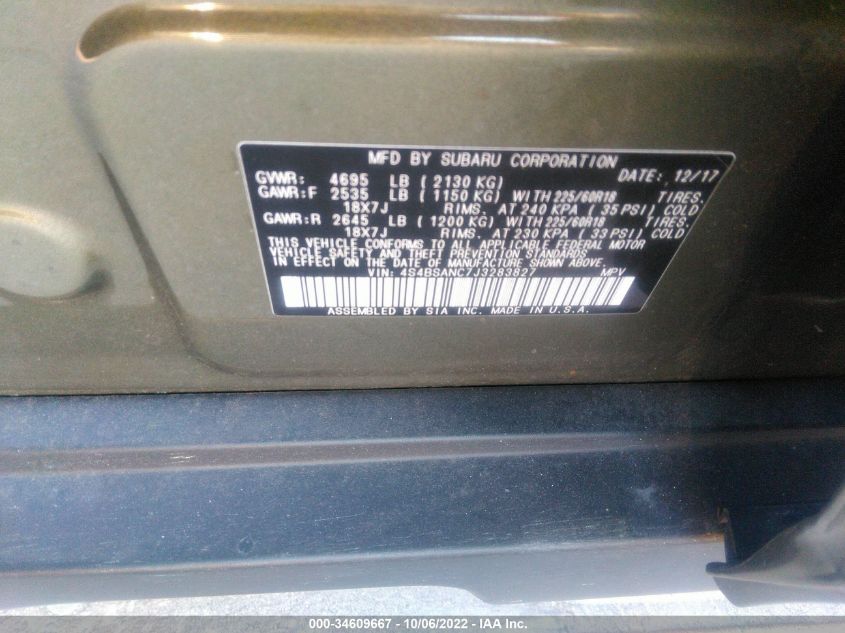 MFD BY SUBARU CORPORATION
GVWR: 4695 LB ( 2130 KG) DATE: 12/17
GAWR:F 2535 LB ( 1150 KG) WITH 225/60R18 TIRES.
18X7J RIMS. AT 240 KPA ( 35 PSI) COLD
GAWR:R 2645 LB ( 1200 KG) WITH 225/60R18 TIRES.
18X7J RIMS. AT 230 KPA ( 33 PSI) COLD
THIS VEHICLE CONFORMS TO ALL APPLICABLE FEDERAL MOTOR
VEHICLE SAFETY AND THEFT PREVENTION STANDARDS
IN EFFECT ON THE DATE OF MANUFACTURE SHOWN ABOVE.
VIN: 4S4BSANC7J3283827 MPV
ASSEMBLED BY SIA INC. MADE IN U.S.A.
000-34609667 - 10/06/2022 - IAA Inc.